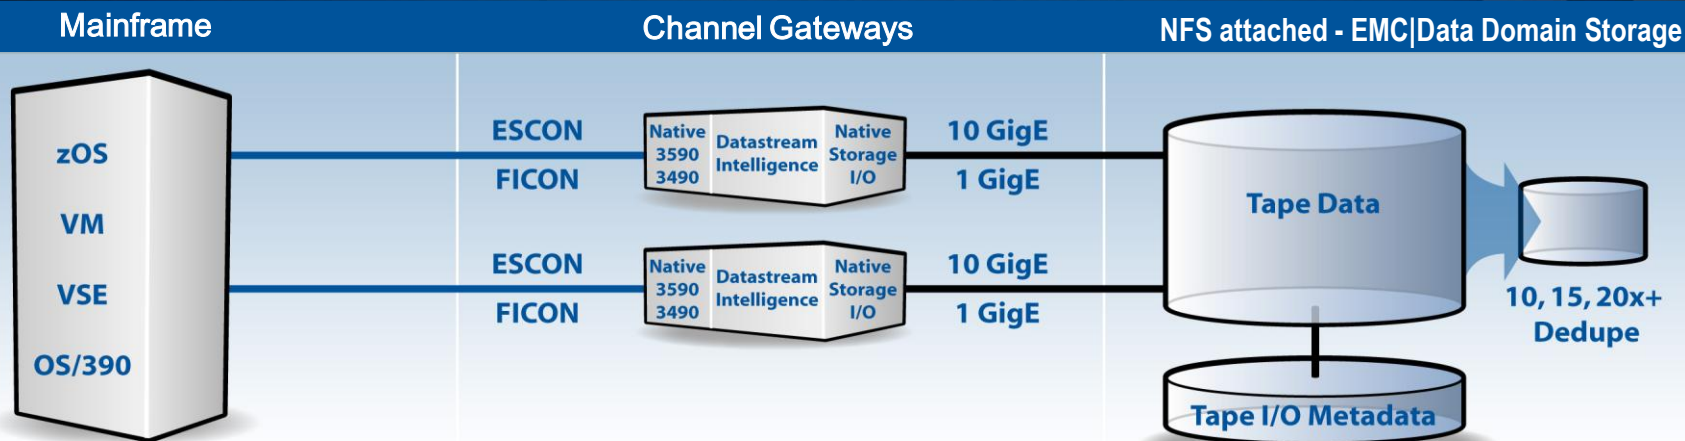 Mainframe
Channel Gateways
NFS attached - EMC|Data Domain Storage
zOS
VM
VSE
OS/390
ESCON
FICON
Native
3590
3490
Datastream
Intelligence
Native
Storage
I/O
10 GigE
1 GigE
ESCON
FICON
Native
3590
3490
Datastream
Intelligence
Native
Storage
I/O
10 GigE
1 GigE
Tape Data
10, 15, 20x+
Dedupe
Tape I/O Metadata